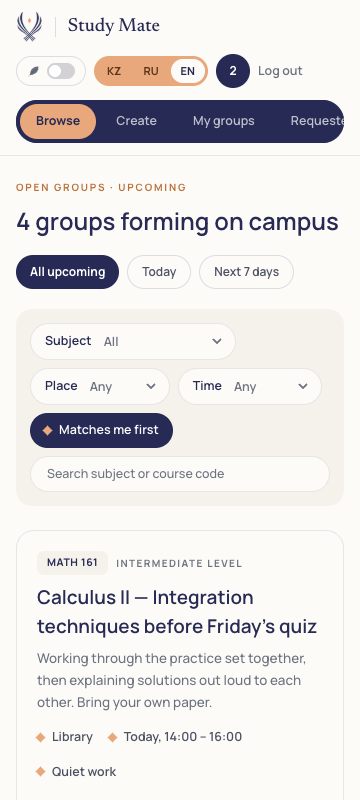 Study Mate
KZ RU EN 2 Log out
Browse Create My groups Requeste
OPEN GROUPS · UPCOMING
4 groups forming on campus
All upcoming Today Next 7 days
Subject All
Place Any Time Any
Matches me first
Search subject or course code
MATH 161 INTERMEDIATE LEVEL
Calculus II — Integration
techniques before Friday's quiz
Working through the practice set together,
then explaining solutions out loud to each
other. Bring your own paper.
Library Today, 14:00 – 16:00
Quiet work